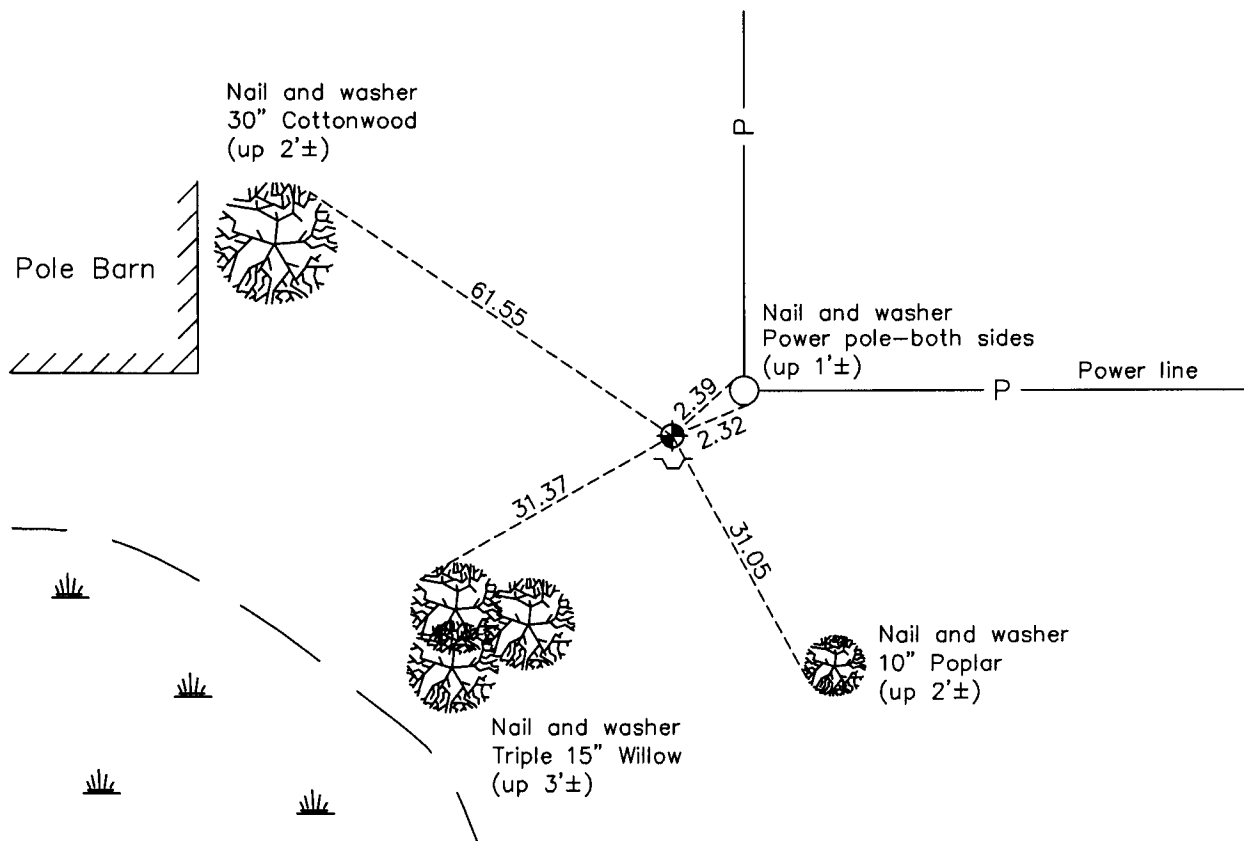 Nail and washer
30" Cottonwood
(up 2'±)
P
Pole Barn
61.55
Nail and washer
Power pole-both sides
(up 1'±)
Power line
P
2.39
2.32
31.37
31.05
Nail and washer
10" Poplar
(up 2'±)
Nail and washer
Triple 15" Willow
(up 3'±)